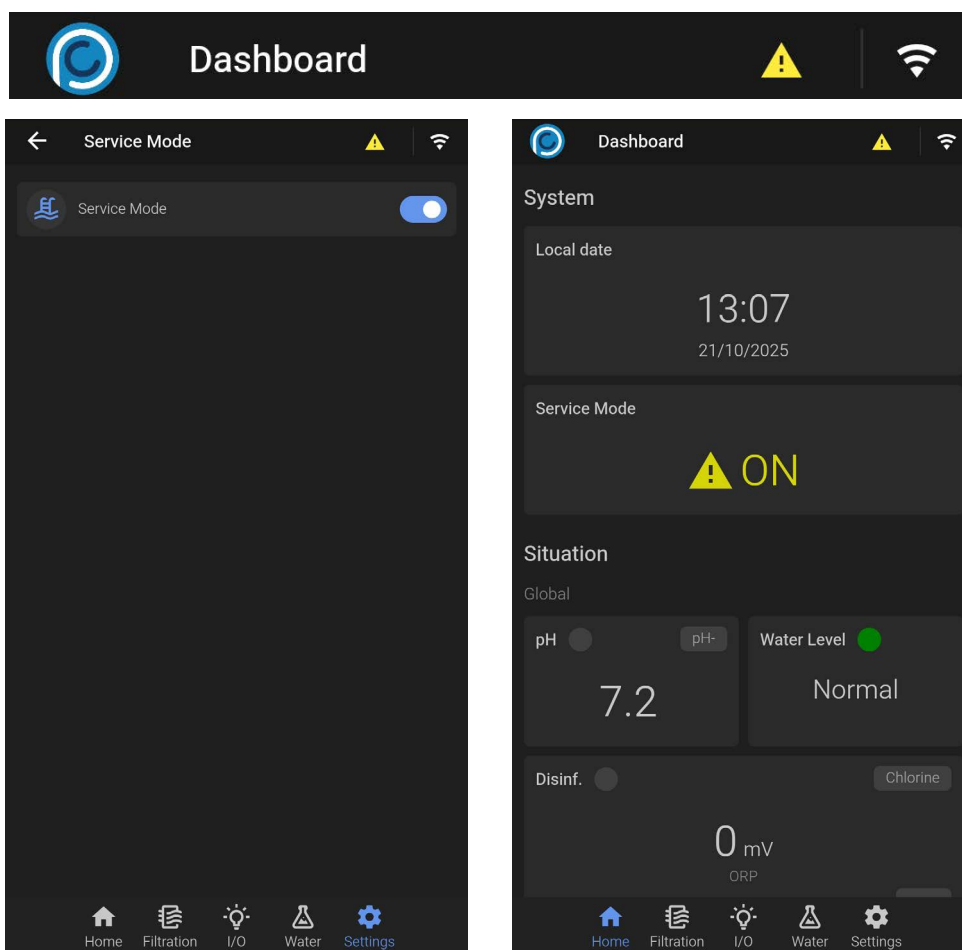 Dashboard
Service Mode
Service Mode
Home Filtration I/O Water Settings
Dashboard
System
Local date
13:07
21/10/2025
Service Mode
ON
Situation
Global
pH pH-
7.2
Water Level
Normal
Disinf. Chlorine
0 mV
ORP
Home Filtration I/O Water Settings